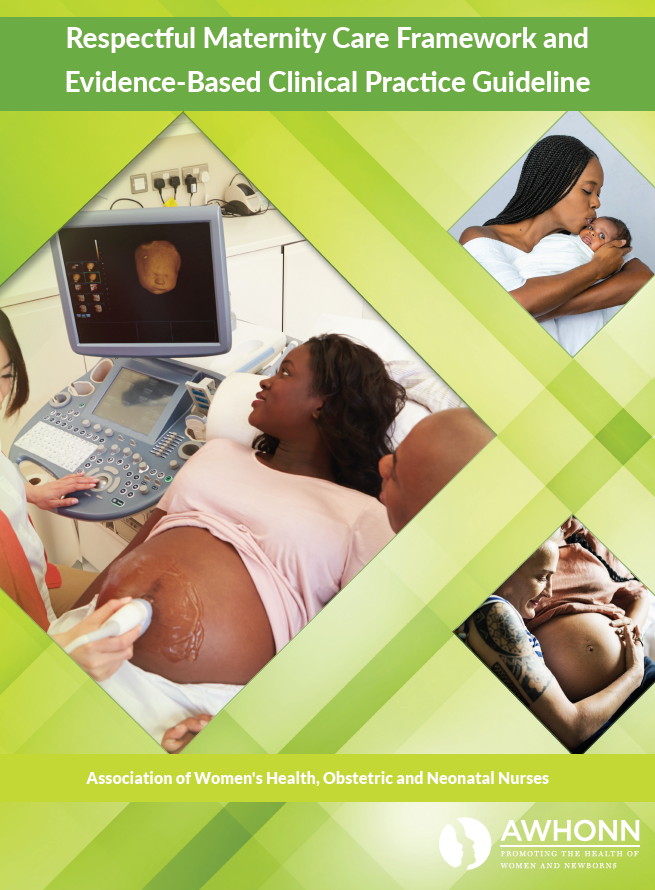 Respectful Maternity Care Framework and
Evidence-Based Clinical Practice Guideline
Association of Women's Health, Obstetric and Neonatal Nurses
AWHONN
PROMOTING THE HEALTH OF
WOMEN AND NEWBORNS